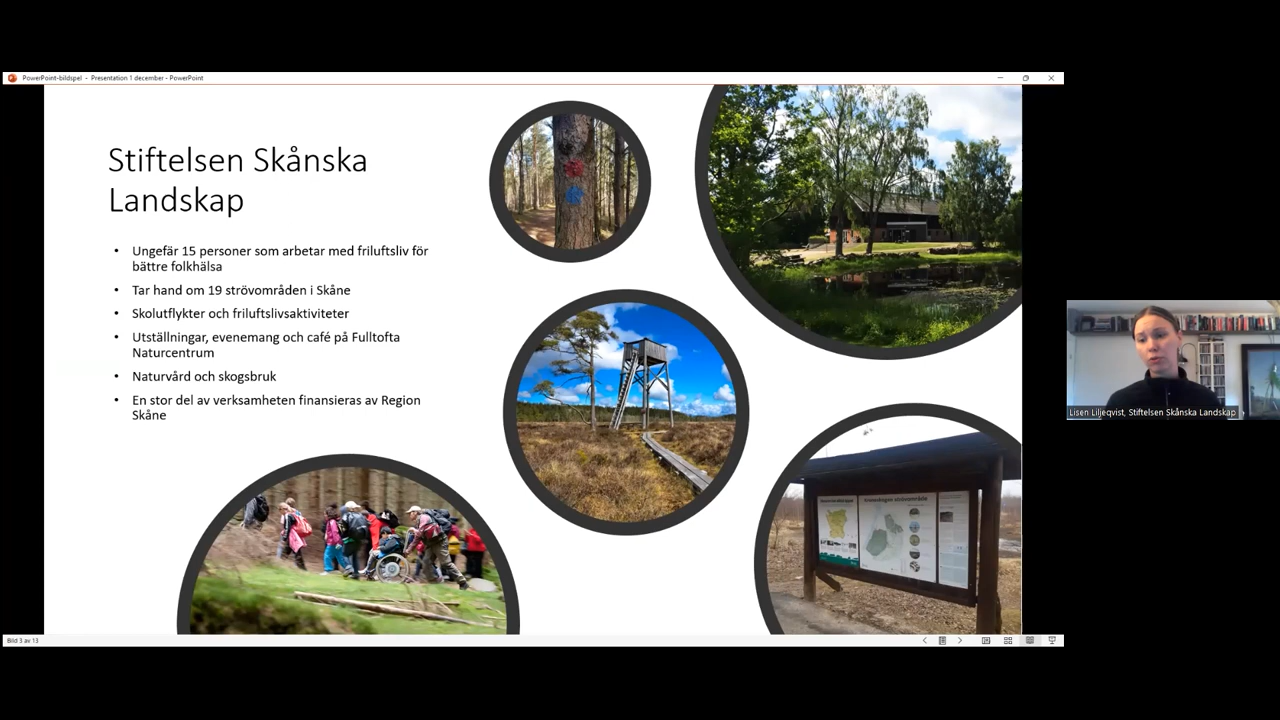 PowerPoint-bildspel - Presentation 1 december - PowerPoint
Stiftelsen Skånska
Landskap
• Ungefär 15 personer som arbetar med friluftsliv för
bättre folkhälsa
• Tar hand om 19 strövområden i Skåne
• Skolutflykter och friluftslivsaktiviteter
• Utställningar, evenemang och café på Fulltofta
Naturcentrum
• Naturvård och skogsbruk
• En stor del av verksamheten finansieras av Region
Skåne
Lisen Liljeqvist, Stiftelsen Skånska Landskap
Bild 3 av 13